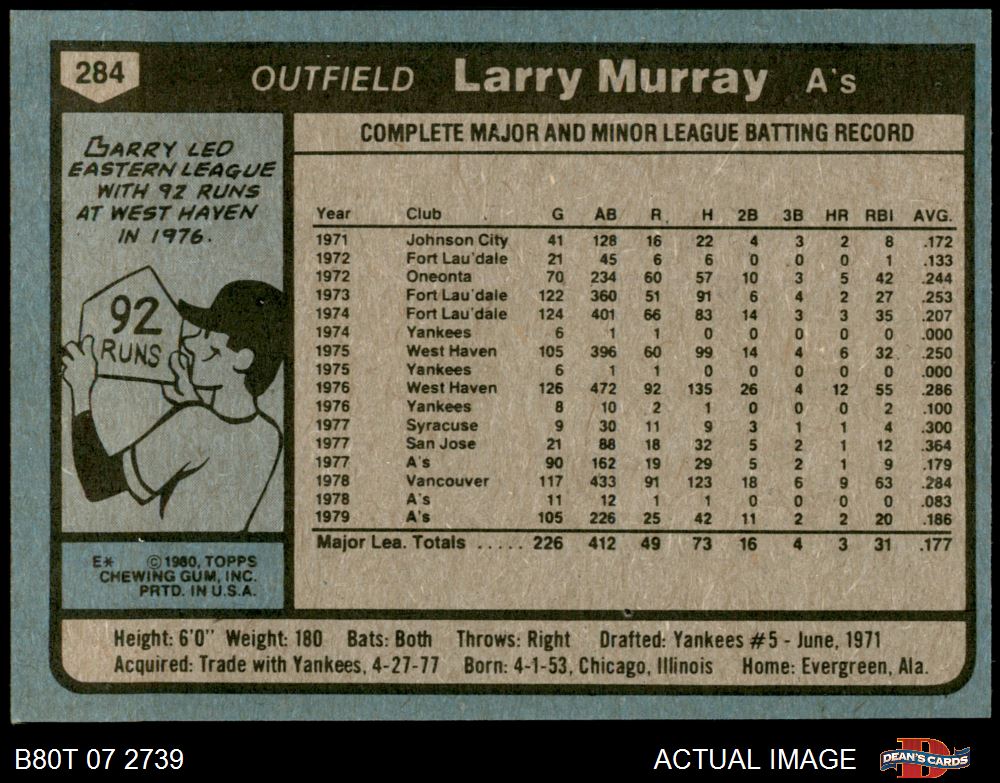 284 OUTFIELD Larry Murray A's
LARRY LED
EASTERN LEAGUE
WITH 92 RUNS
AT WEST HAVEN
IN 1976.
92
RUNS
E* © 1980, TOPPS
CHEWING GUM, INC.
PRTD. IN U.S.A.
COMPLETE MAJOR AND MINOR LEAGUE BATTING RECORD
Year Club G AB R H 2B 3B HR RBI AVG.
1971 Johnson City 41 128 16 22 4 3 2 8 .172
1972 Fort Lau'dale 21 45 6 6 0 0 0 1 .133
1972 Oneonta 70 234 60 57 10 3 5 42 .244
1973 Fort Lau'dale 122 360 51 91 6 4 2 27 .253
1974 Fort Lau'dale 124 401 66 83 14 3 3 35 .207
1974 Yankees 6 1 1 0 0 0 0 0 .000
1975 West Haven 105 396 60 99 14 4 6 32 .250
1975 Yankees 6 1 1 0 0 0 0 0 .000
1976 West Haven 126 472 92 135 26 4 12 55 .286
1976 Yankees 8 10 2 1 0 0 0 2 .100
1977 Syracuse 9 30 11 9 3 1 1 4 .300
1977 San Jose 21 88 18 32 5 2 1 12 .364
1977 A's 90 162 19 29 5 2 1 9 .179
1978 Vancouver 117 433 91 123 18 6 9 63 .284
1978 A's 11 12 1 1 0 0 0 0 .083
1979 A's 105 226 25 42 11 2 2 20 .186
Major Lea. Totals ..... 226 412 49 73 16 4 3 31 .177
Height: 6'0" Weight: 180 Bats: Both Throws: Right Drafted: Yankees #5 - June, 1971
Acquired: Trade with Yankees, 4-27-77 Born: 4-1-53, Chicago, Illinois Home: Evergreen, Ala.
B80T 07 2739 ACTUAL IMAGE DEAN'S CARDS